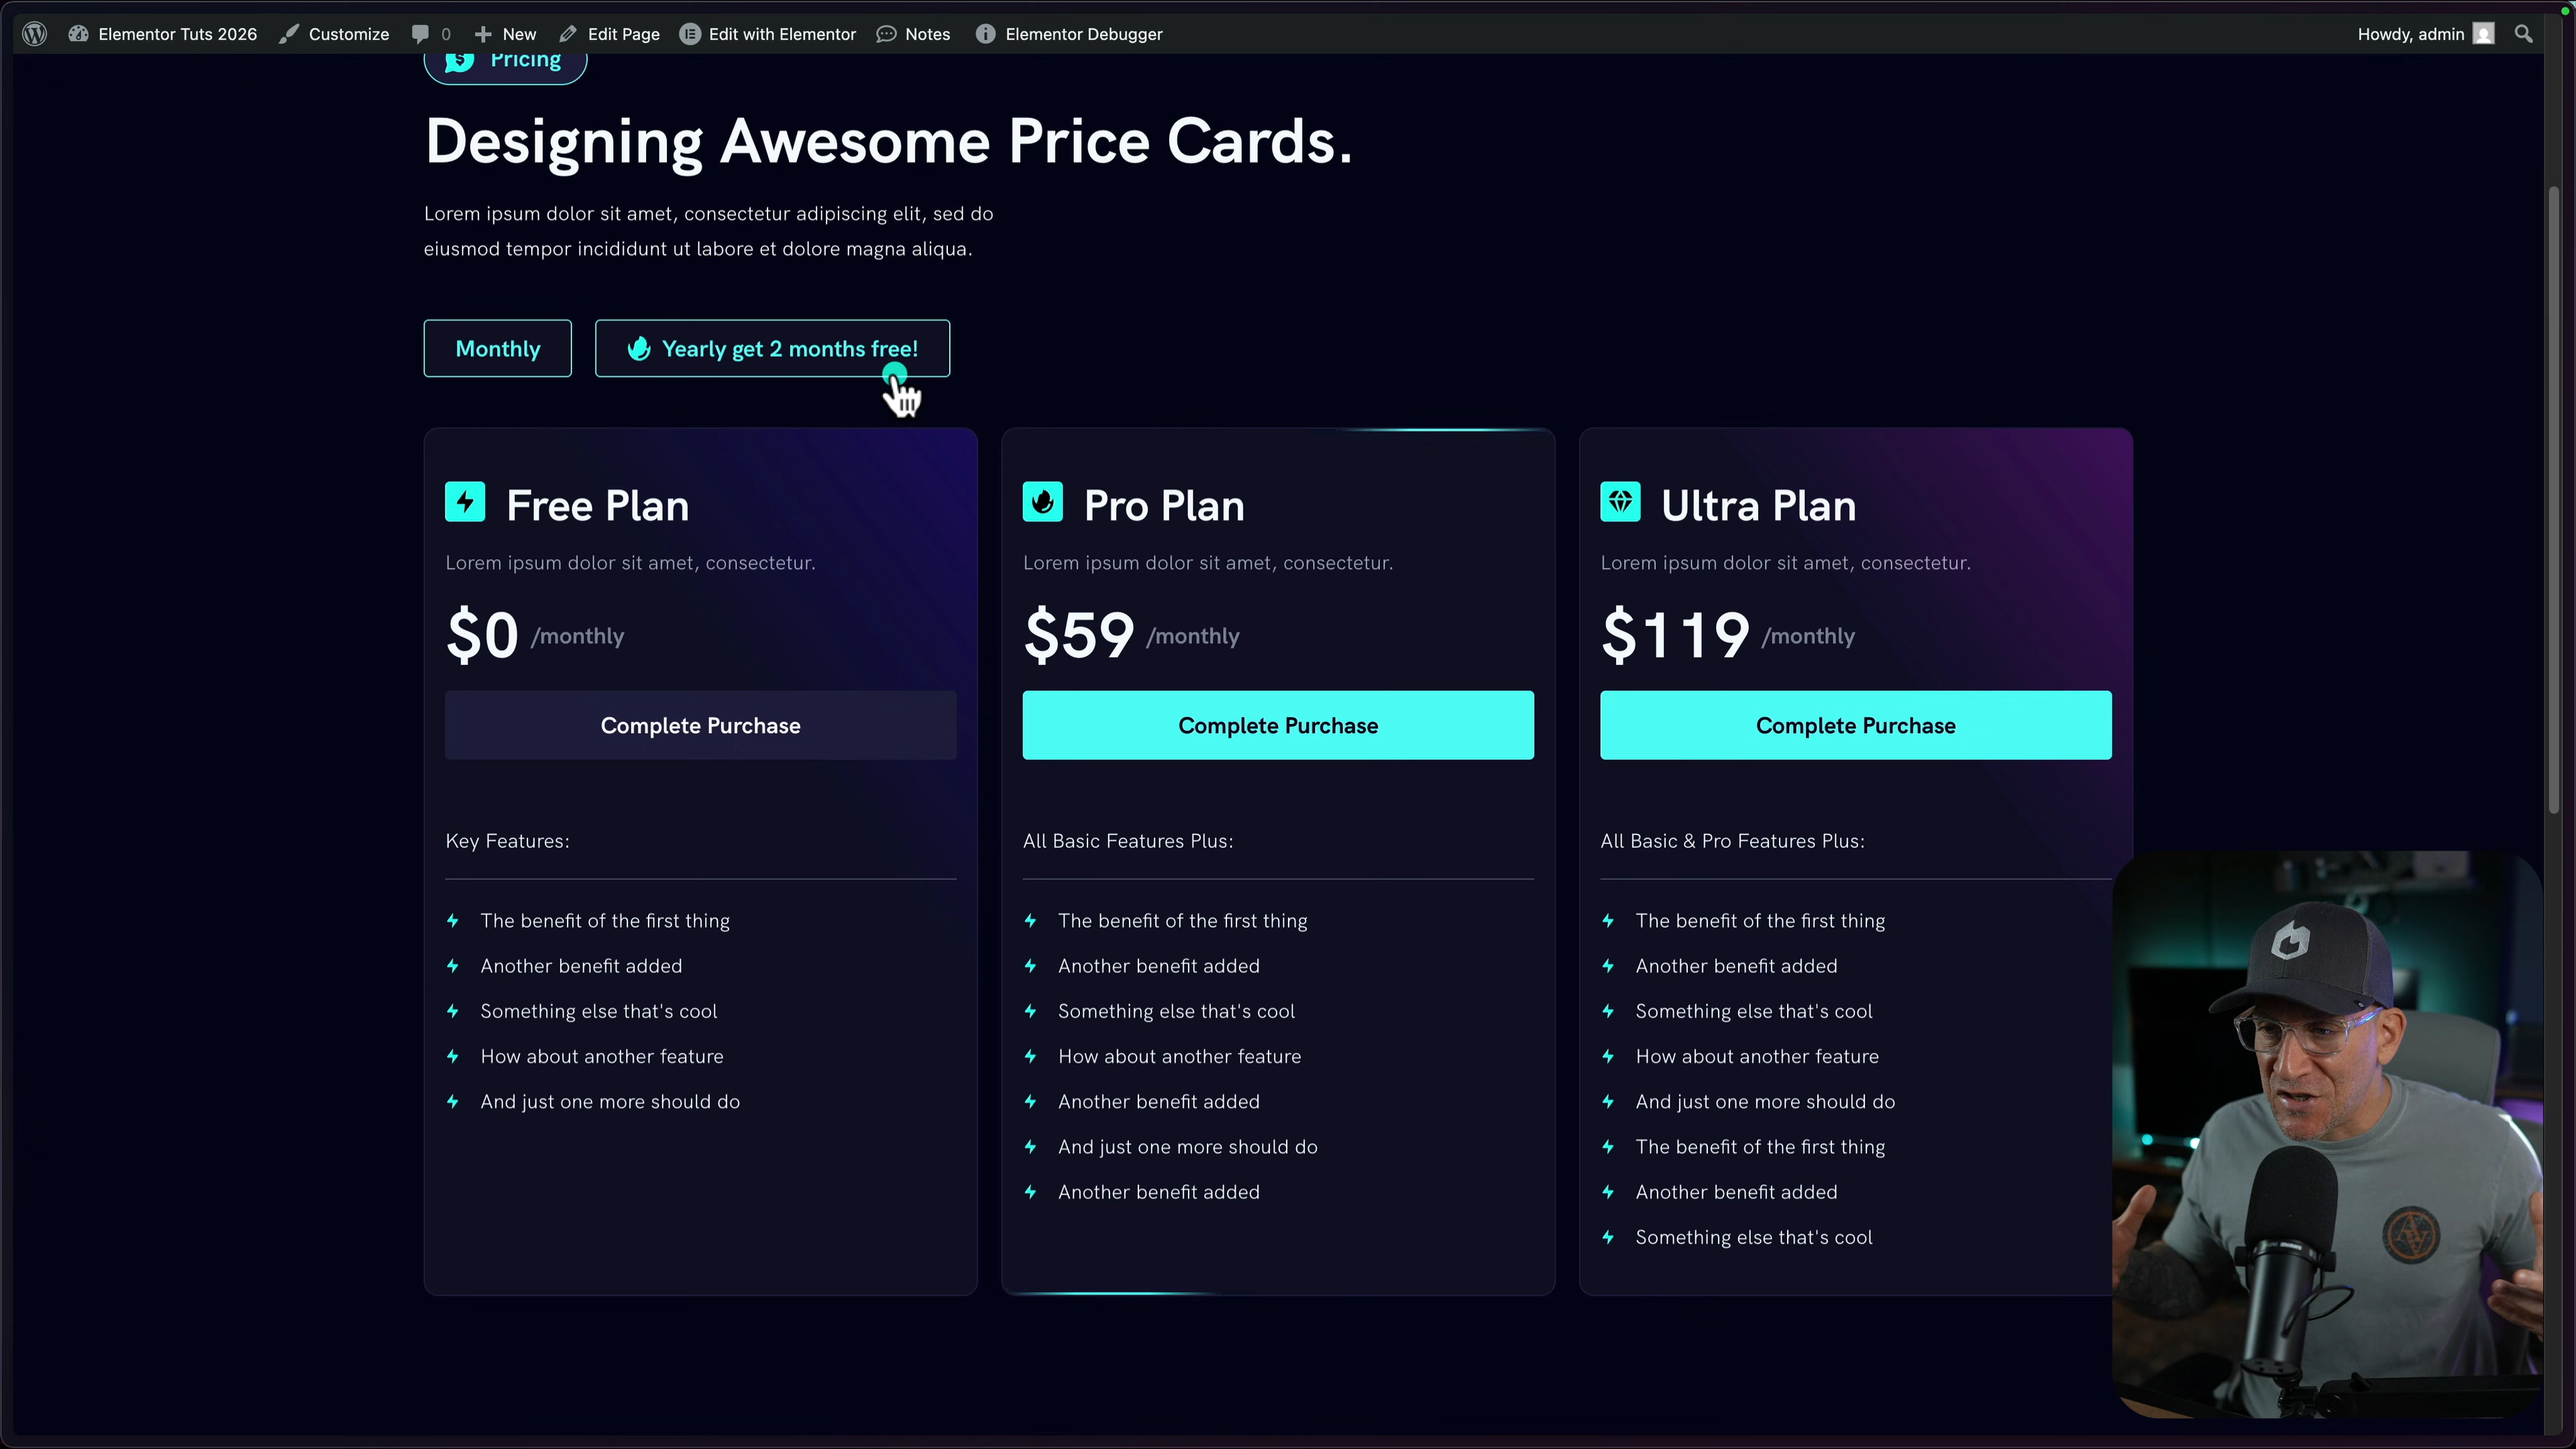 Elementor Tuts 2026 Customize 0 New Edit Page Edit with Elementor Notes Elementor Debugger Howdy, admin
Pricing
Designing Awesome Price Cards.
Lorem ipsum dolor sit amet, consectetur adipiscing elit, sed do
eiusmod tempor incididunt ut labore et dolore magna aliqua.
Monthly
Yearly get 2 months free!
Free Plan
Lorem ipsum dolor sit amet, consectetur.
$0 /monthly
Complete Purchase
Key Features:
The benefit of the first thing
Another benefit added
Something else that's cool
How about another feature
And just one more should do
Pro Plan
Lorem ipsum dolor sit amet, consectetur.
$59 /monthly
Complete Purchase
All Basic Features Plus:
The benefit of the first thing
Another benefit added
Something else that's cool
How about another feature
Another benefit added
And just one more should do
Another benefit added
Ultra Plan
Lorem ipsum dolor sit amet, consectetur.
$119 /monthly
Complete Purchase
All Basic & Pro Features Plus:
The benefit of the first thing
Another benefit added
Something else that's cool
How about another feature
And just one more should do
The benefit of the first thing
Another benefit added
Something else that's cool